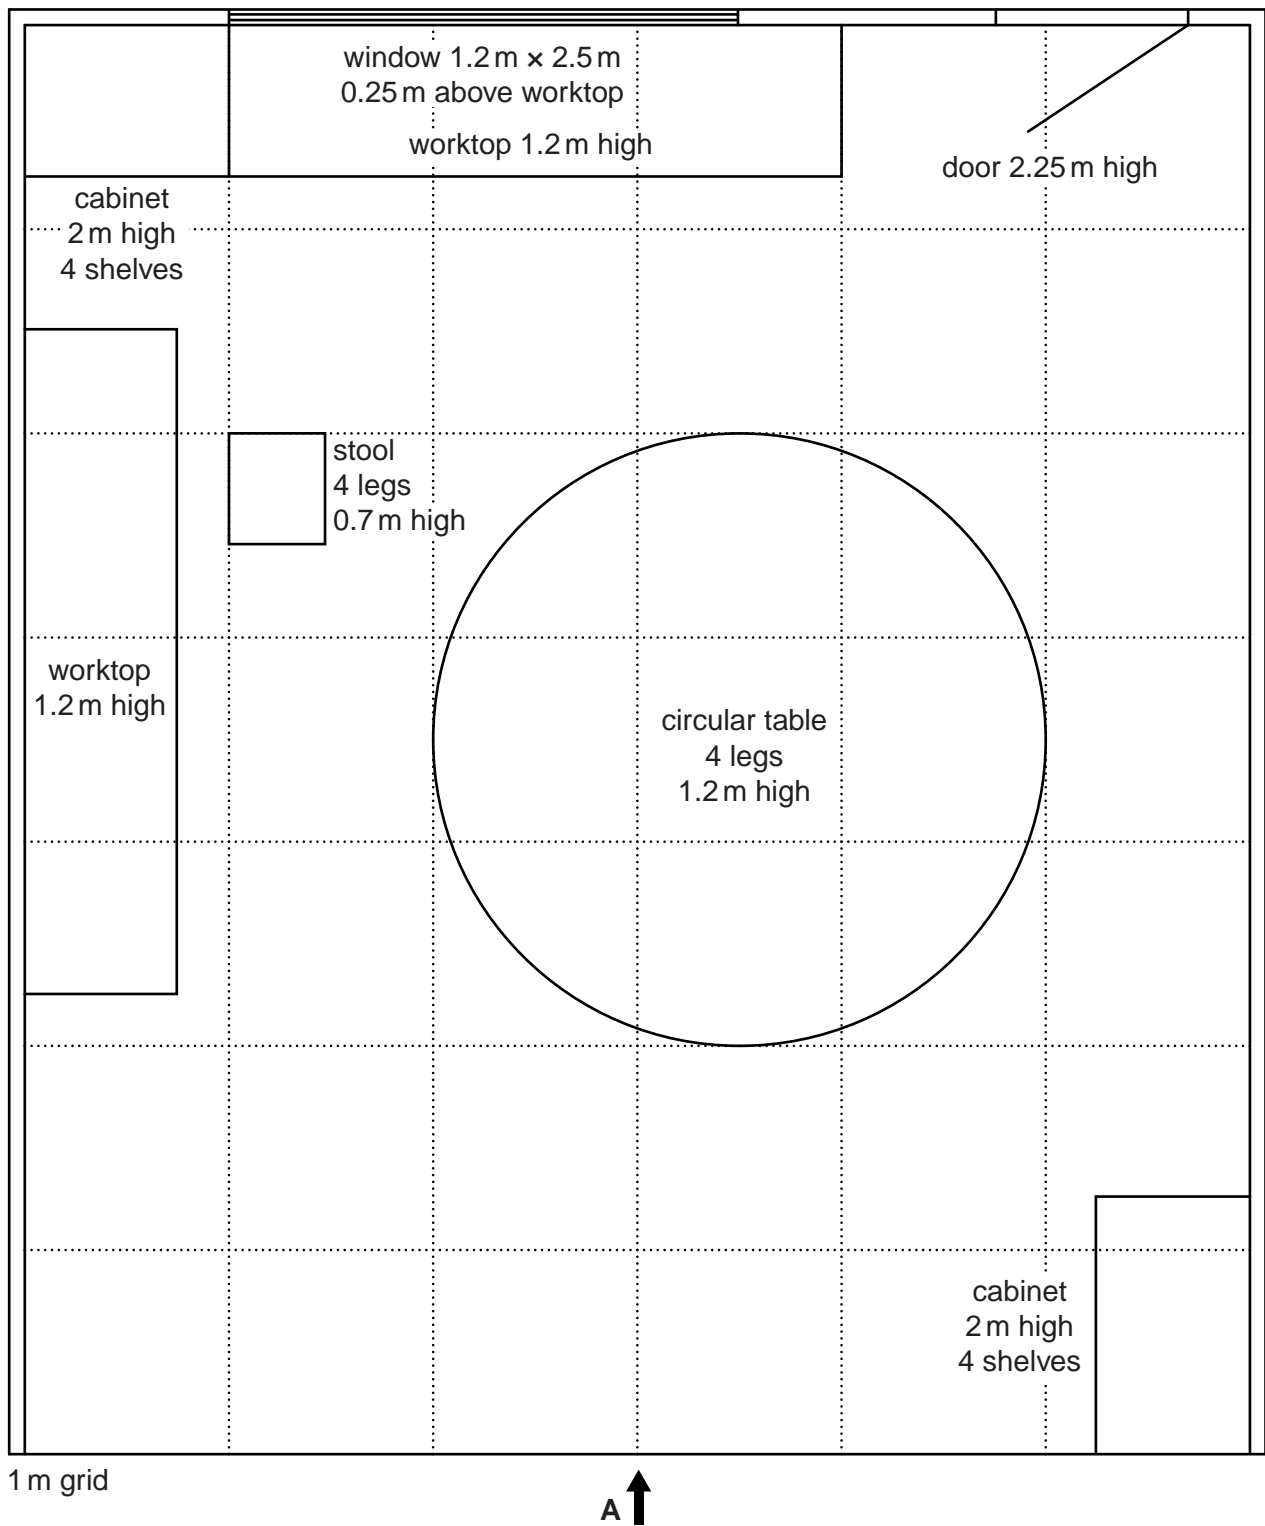 window 1.2 m × 2.5 m
0.25 m above worktop
worktop 1.2 m high
door 2.25 m high
cabinet
2 m high
4 shelves
stool
4 legs
0.7 m high
worktop
1.2 m high
circular table
4 legs
1.2 m high
cabinet
2 m high
4 shelves
1 m grid
A